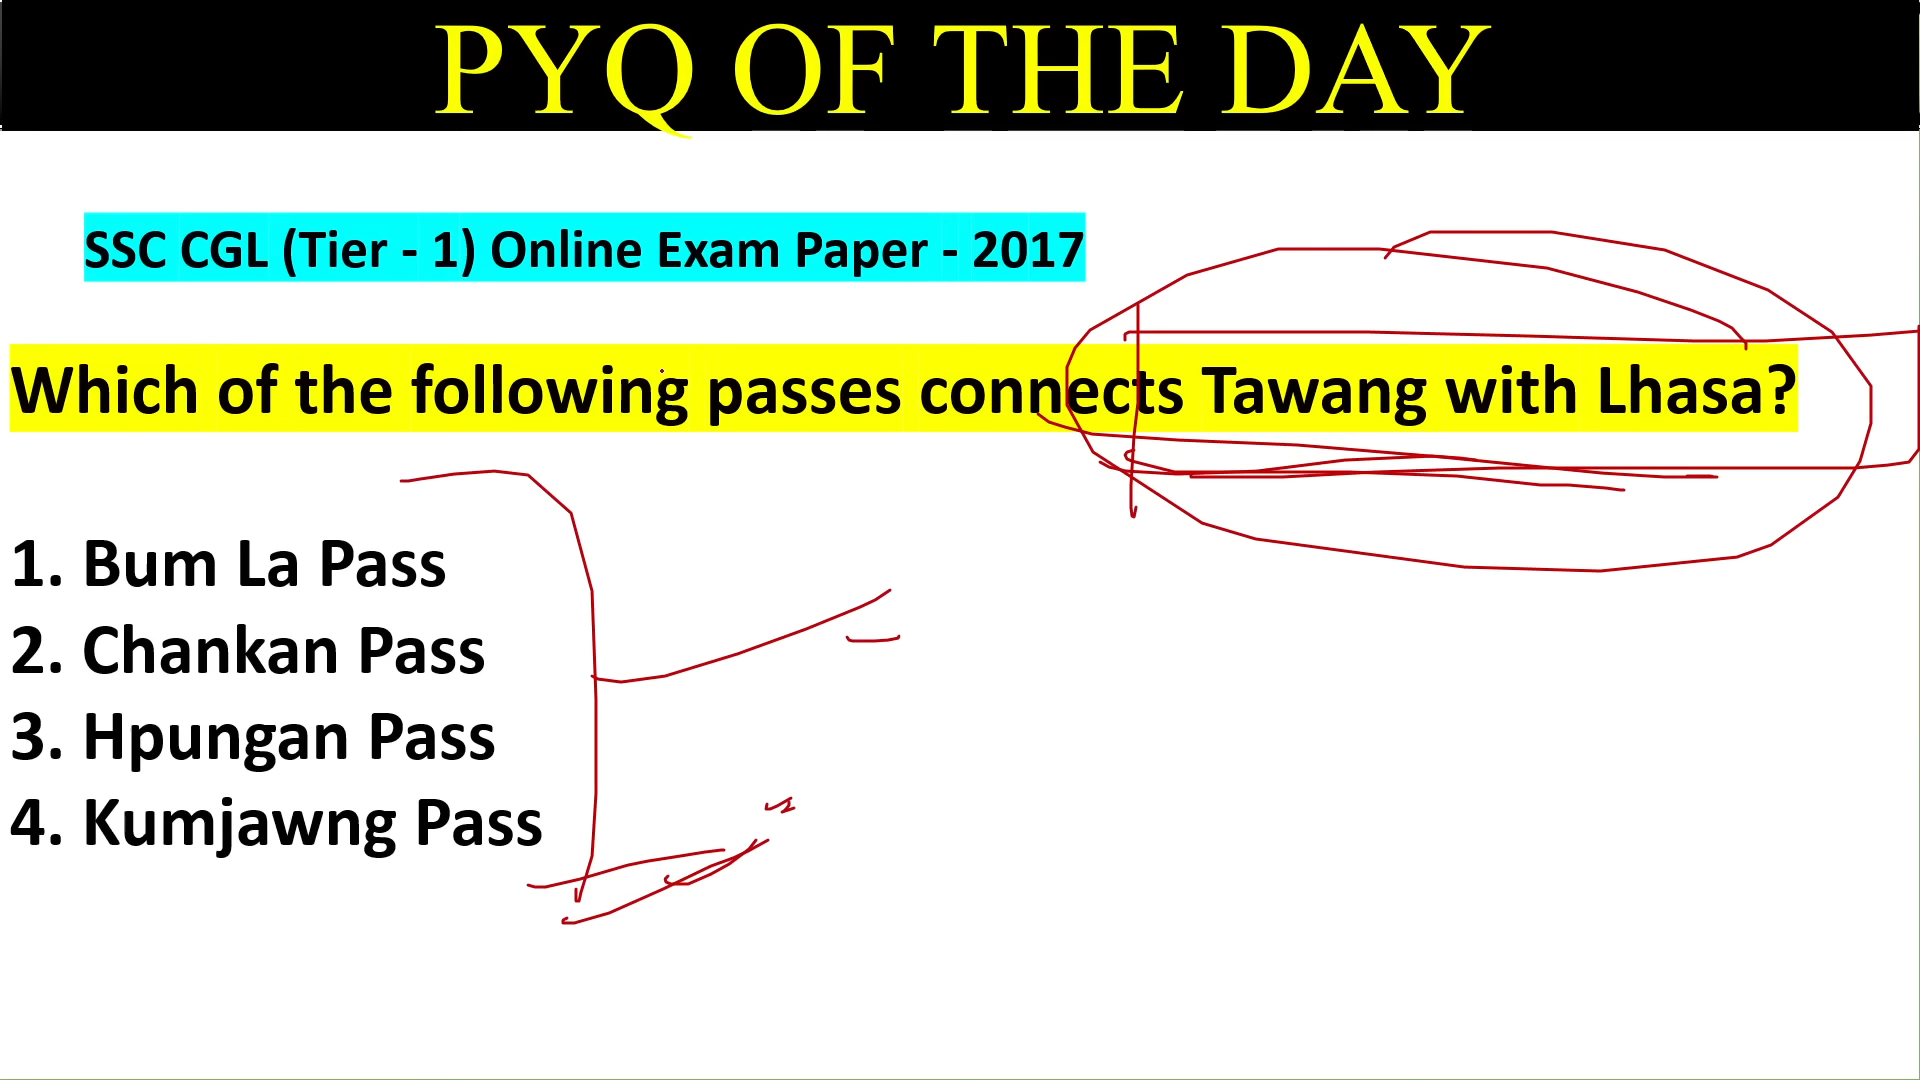 PYQ OF THE DAY
SSC CGL (Tier - 1) Online Exam Paper - 2017
Which of the following passes connects Tawang with Lhasa?
1. Bum La Pass
2. Chankan Pass
3. Hpungan Pass
4. Kumjawng Pass